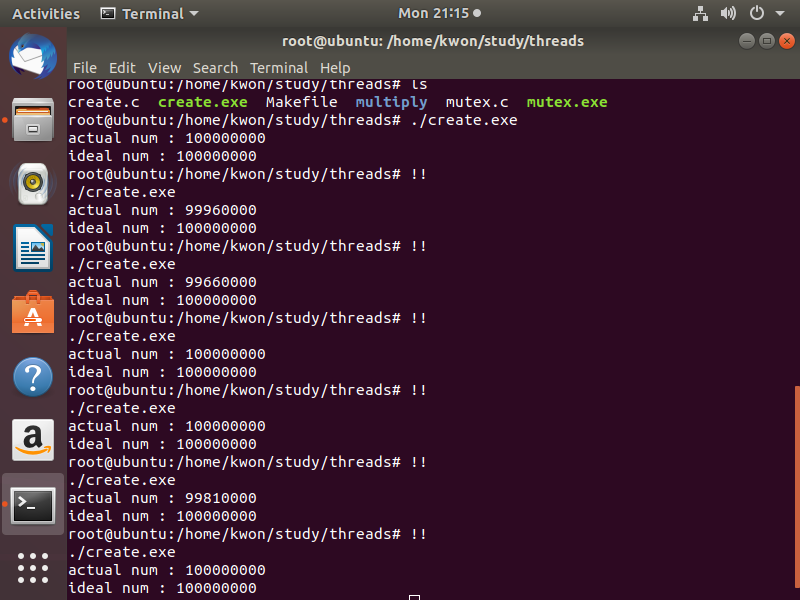 Activities Terminal Mon 21:15
root@ubuntu: /home/kwon/study/threads
File Edit View Search Terminal Help
root@ubuntu:/home/kwon/study/threads# ls
create.c create.exe Makefile multiply mutex.c mutex.exe
root@ubuntu:/home/kwon/study/threads# ./create.exe
actual num : 100000000
ideal num : 100000000
root@ubuntu:/home/kwon/study/threads# !!
./create.exe
actual num : 99960000
ideal num : 100000000
root@ubuntu:/home/kwon/study/threads# !!
./create.exe
actual num : 99660000
ideal num : 100000000
root@ubuntu:/home/kwon/study/threads# !!
./create.exe
actual num : 100000000
ideal num : 100000000
root@ubuntu:/home/kwon/study/threads# !!
./create.exe
actual num : 100000000
ideal num : 100000000
root@ubuntu:/home/kwon/study/threads# !!
./create.exe
actual num : 99810000
ideal num : 100000000
root@ubuntu:/home/kwon/study/threads# !!
./create.exe
actual num : 100000000
ideal num : 100000000